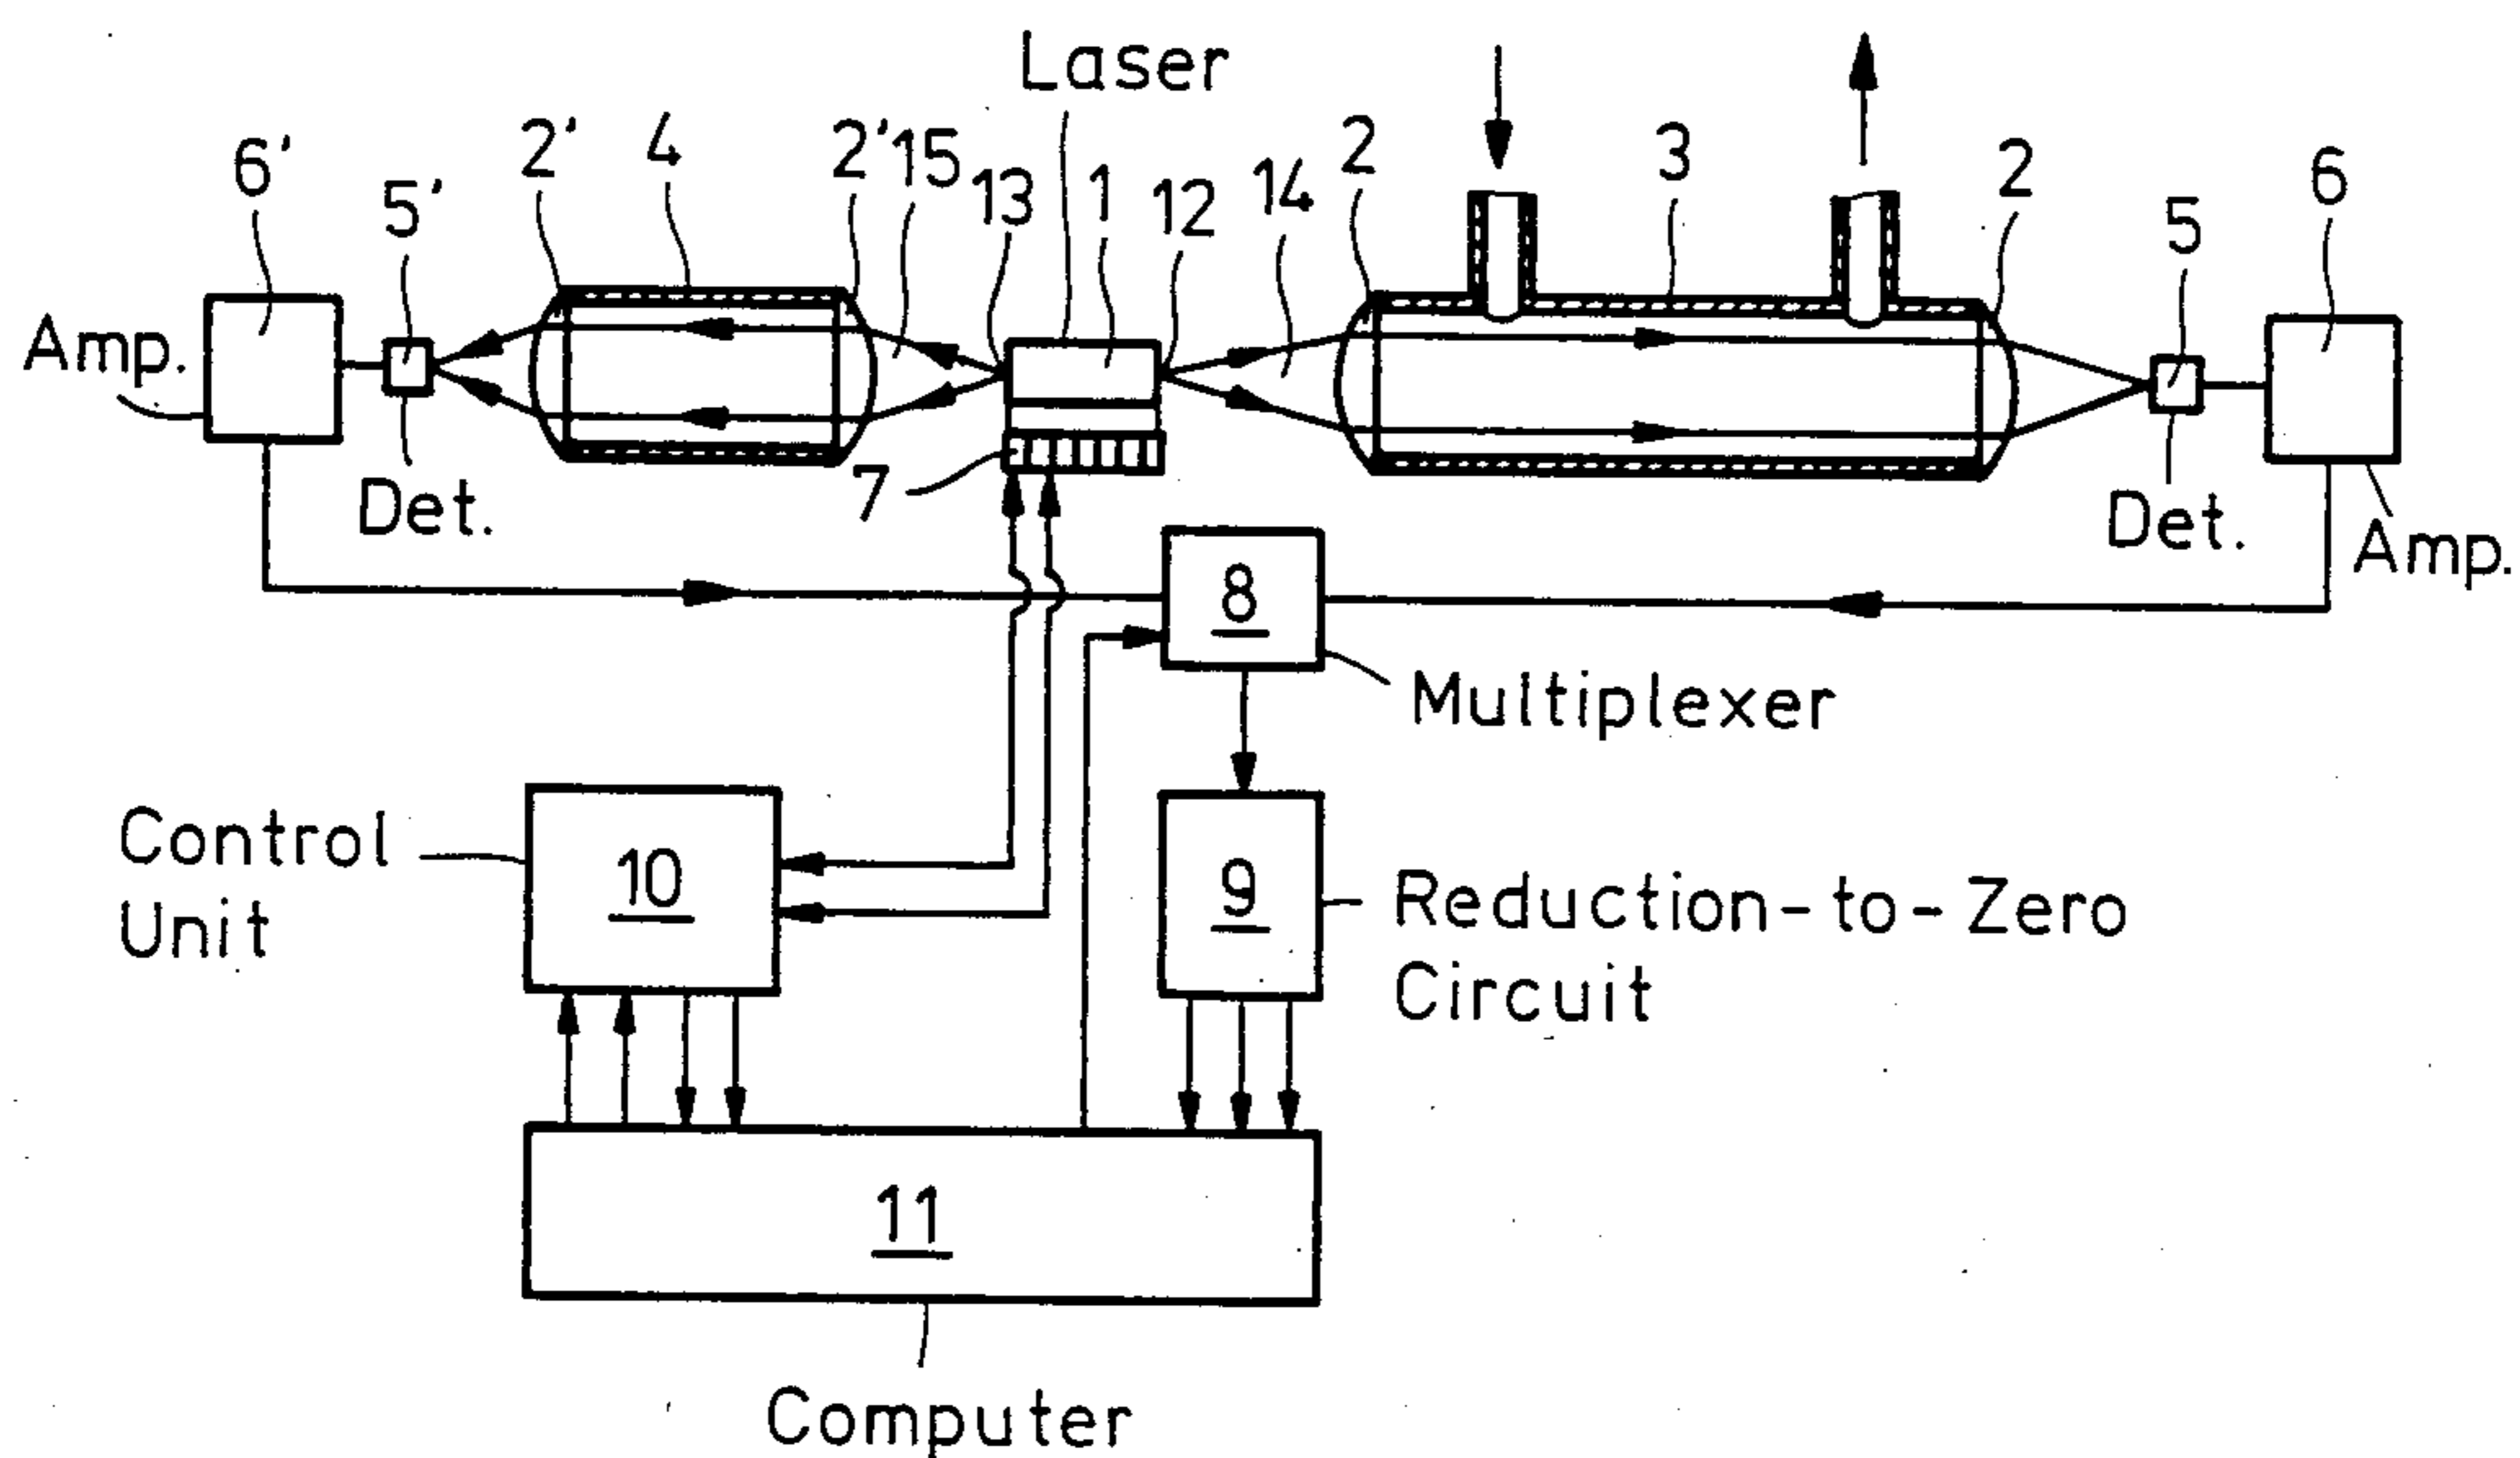 Laser
6'
5'
2'
4
2'
15
13
1
12
14
2
3
2
5
6
Amp.
Det.
7
Det.
Amp.
8
Multiplexer
Control
Unit
10
9
Reduction-to-Zero
Circuit
11
Computer